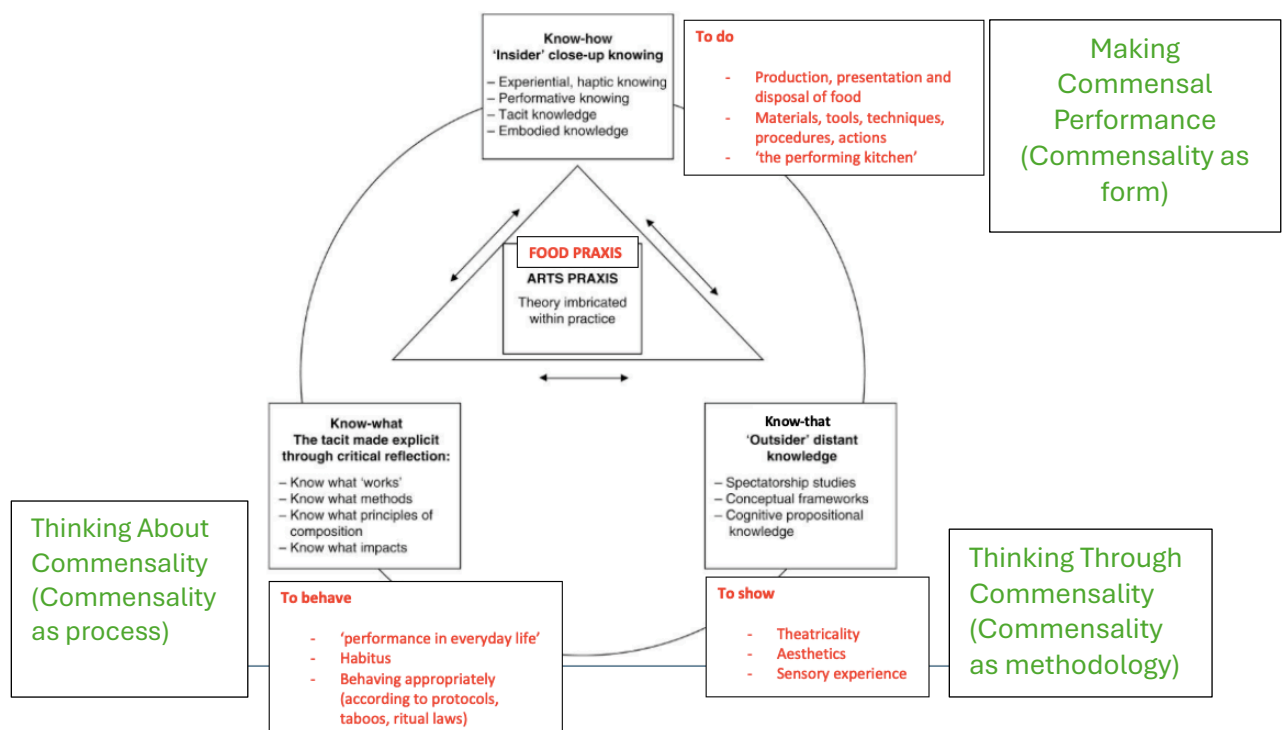 Know-how
'Insider' close-up knowing
– Experiential, haptic knowing
– Performative knowing
– Tacit knowledge
– Embodied knowledge
To do
- Production, presentation and
disposal of food
- Materials, tools, techniques,
procedures, actions
- 'the performing kitchen'
Making
Commensal
Performance
(Commensality as
form)
FOOD PRAXIS
ARTS PRAXIS
Theory imbricated
within practice
Know-what
The tacit made explicit
through critical reflection:
– Know what 'works'
– Know what methods
– Know what principles of
composition
– Know what impacts
Know-that
'Outsider' distant
knowledge
– Spectatorship studies
– Conceptual frameworks
– Cognitive propositional
knowledge
Thinking About
Commensality
(Commensality
as process)
To behave
- 'performance in everyday life'
- Habitus
- Behaving appropriately
(according to protocols,
taboos, ritual laws)
To show
- Theatricality
- Aesthetics
- Sensory experience
Thinking Through
Commensality
(Commensality
as methodology)